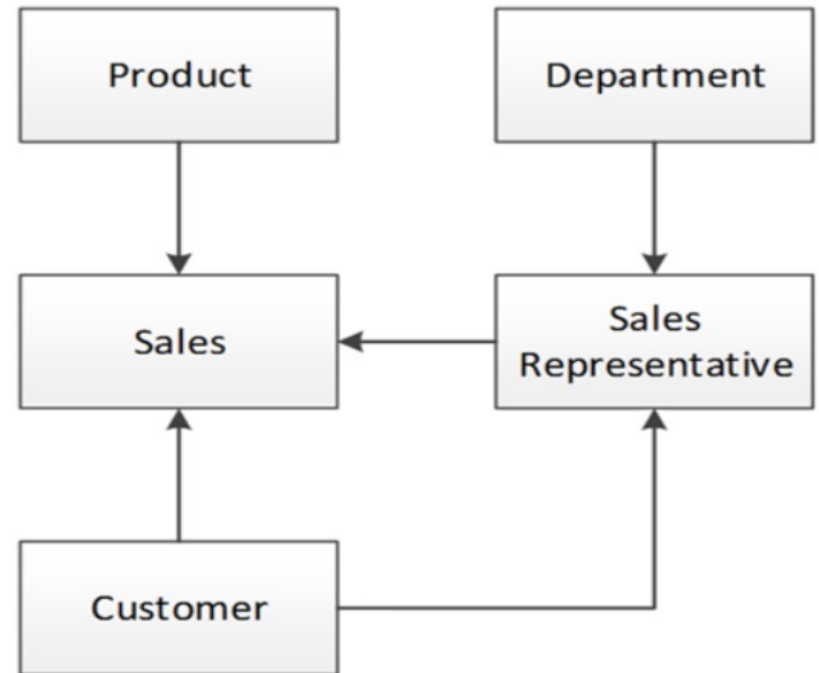 Product
Department
Sales
Sales
Representative
Customer